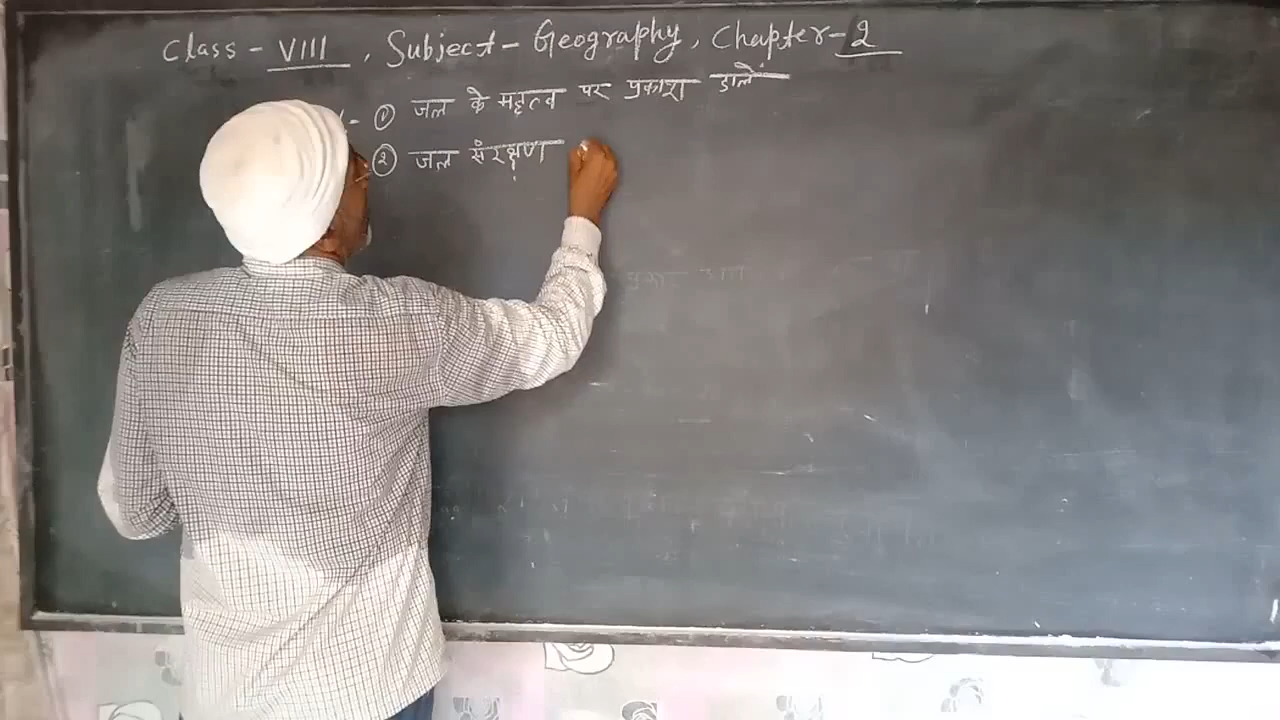 Class - VIII , Subject - Geography, Chapter - 2
① जल के महत्व पर प्रकाश डालें
② जल संरक्षण